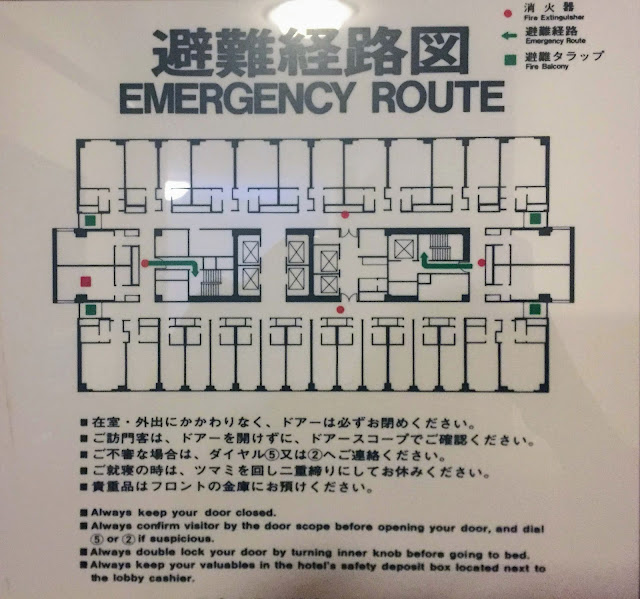 避難経路図
EMERGENCY ROUTE
消火器
Fire Extinguisher
避難経路
Emergency Route
避難タラップ
Fire Balcony
■在室・外出にかかわりなく、ドアーは必ずお閉めください。
■ご訪門客は、ドアーを開けずに、ドアースコープでご確認ください。
■ご不審な場合は、ダイヤル⑤又は②へご連絡ください。
■ご就寝の時は、ツマミを回し二重締りにしてお休みください。
■貴重品はフロントの金庫にお預けください。
■Always keep your door closed.
■Always confirm visitor by the door scope before opening your door, and dial
⑤ or ② if suspicious.
■Always double lock your door by turning inner knob before going to bed.
■Always keep your valuables in the hotel's safety deposit box located next to
the lobby cashier.